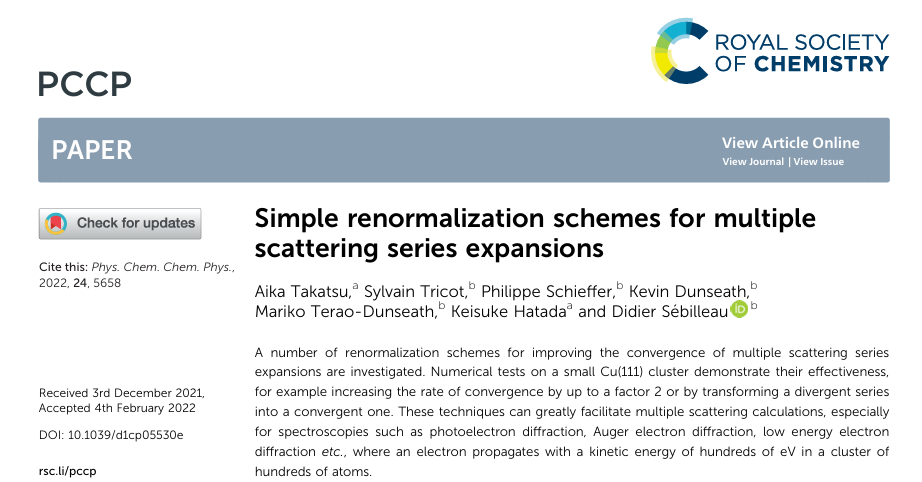 ROYAL SOCIETY
OF CHEMISTRY
PCCP
PAPER
View Article Online
View Journal | View Issue
Check for updates
Cite this: Phys. Chem. Chem. Phys.,
2022, 24, 5658
Received 3rd December 2021,
Accepted 4th February 2022
DOI: 10.1039/d1cp05530e
rsc.li/pccp
Simple renormalization schemes for multiple
scattering series expansions
Aika Takatsu,a Sylvain Tricot,b Philippe Schieffer,b Kevin Dunseath,b
Mariko Terao-Dunseath,b Keisuke Hatadaa and Didier Sébilleau iD b
A number of renormalization schemes for improving the convergence of multiple scattering series
expansions are investigated. Numerical tests on a small Cu(111) cluster demonstrate their effectiveness,
for example increasing the rate of convergence by up to a factor 2 or by transforming a divergent series
into a convergent one. These techniques can greatly facilitate multiple scattering calculations, especially
for spectroscopies such as photoelectron diffraction, Auger electron diffraction, low energy electron
diffraction etc., where an electron propagates with a kinetic energy of hundreds of eV in a cluster of
hundreds of atoms.